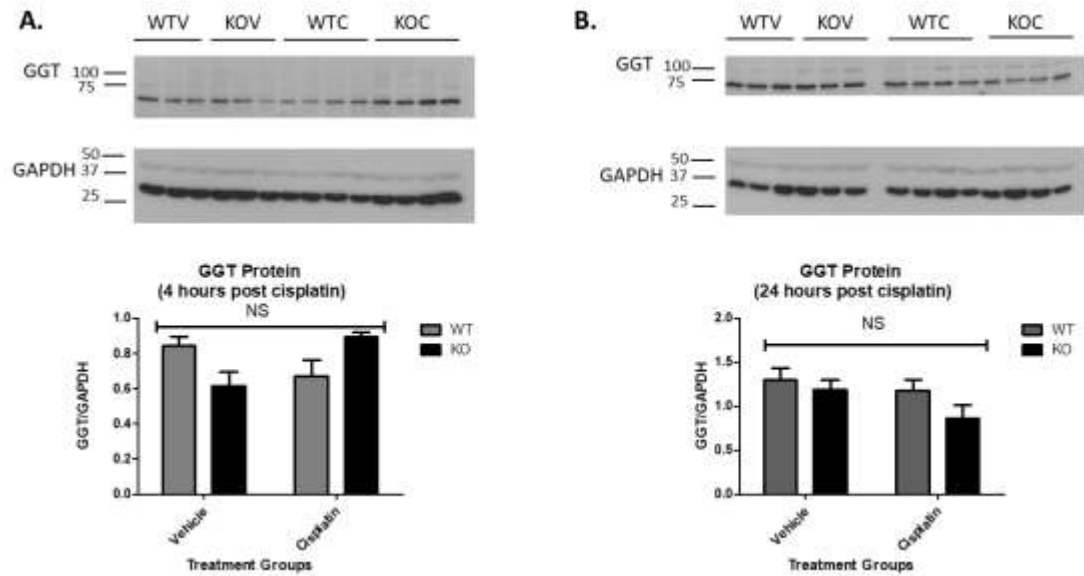 A.
WTV KOV WTC KOC
GGT 100
75
50
GAPDH 37
25
GGT Protein
(4 hours post cisplatin)
NS
WT
KO
1.0
0.8
0.6
0.4
0.2
0.0
GGT/GAPDH
Vehicle
Cisplatin
Treatment Groups
B.
WTV KOV WTC KOC
GGT 100
75
50
GAPDH 37
25
GGT Protein
(24 hours post cisplatin)
NS
WT
KO
2.0
1.5
1.0
0.5
0.0
GGT/GAPDH
Vehicle
Cisplatin
Treatment Groups